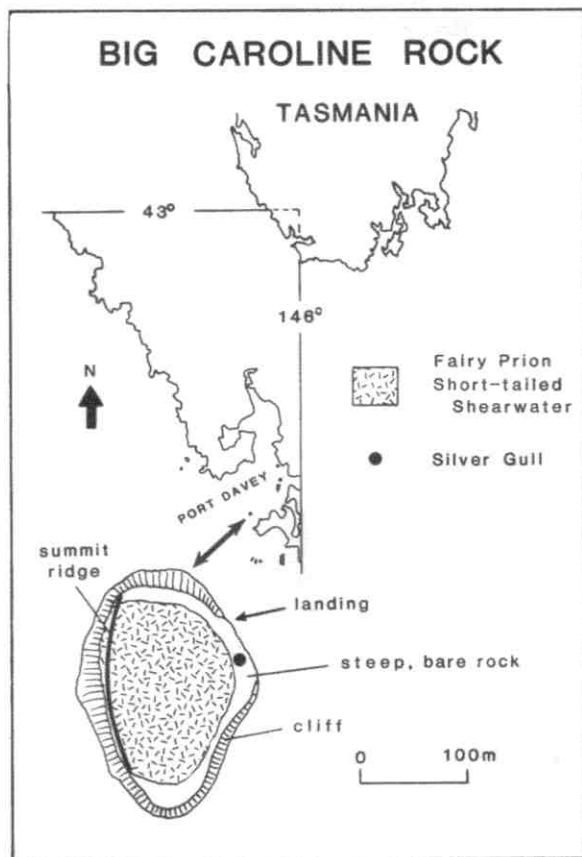 BIG CAROLINE ROCK
TASMANIA
43°
146°
N
Fairy Prion
Short-tailed
Shearwater
Silver Gull
PORT DAVEY
summit
ridge
landing
steep, bare rock
cliff
0 100m